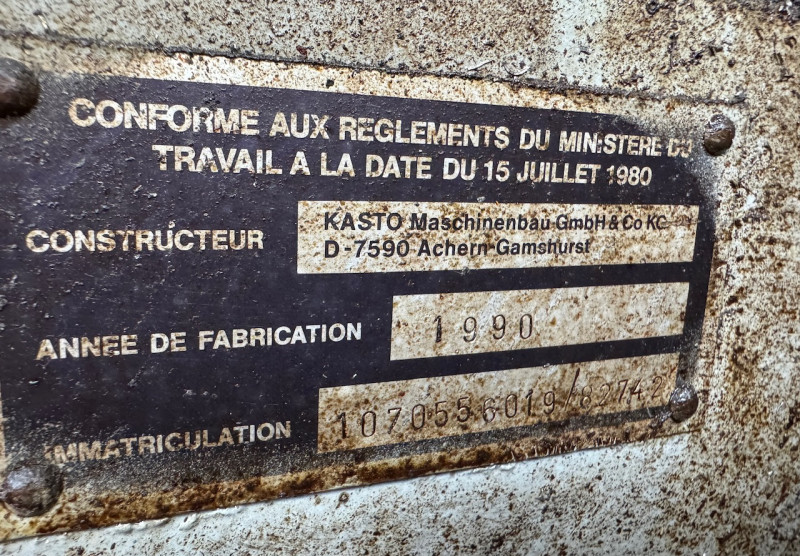 CONFORME AUX REGLEMENTS DU MINISTERE DU
TRAVAIL A LA DATE DU 15 JUILLET 1980
CONSTRUCTEUR
KASTO Maschinenbau GmbH & Co KG
D-7590 Achern-Gamshurst
ANNEE DE FABRICATION 1990
IMMATRICULATION 1070556019/82742